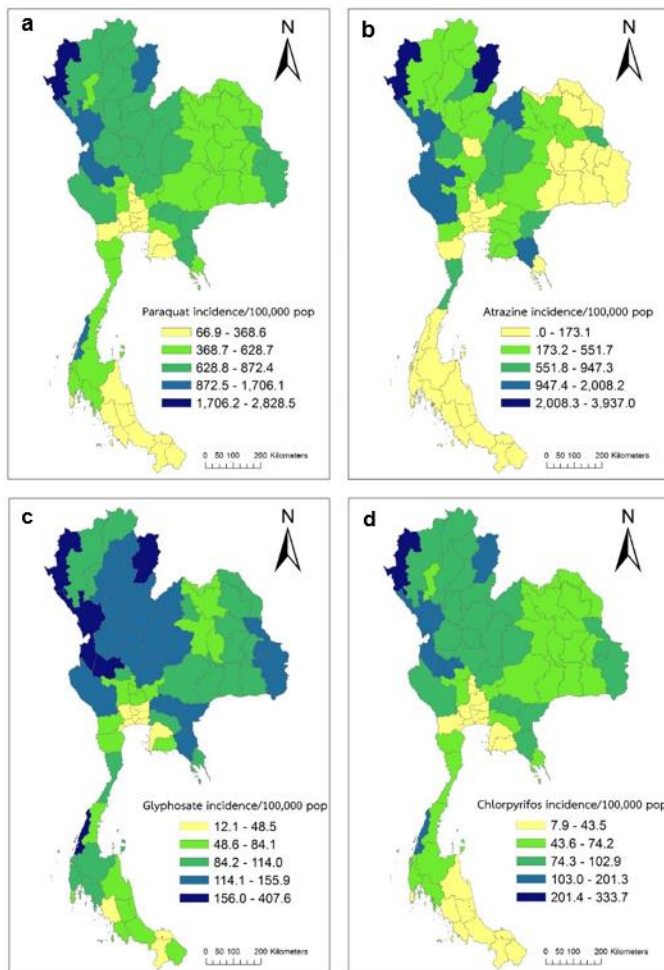 a
N
Paraquat incidence/100,000 pop
66.9 - 368.6
368.7 - 628.7
628.8 - 872.4
872.5 - 1,706.1
1,706.2 - 2,828.5
0 50 100 200 Kilometers
b
N
Atrazine incidence/100,000 pop
.0 - 173.1
173.2 - 551.7
551.8 - 947.3
947.4 - 2,008.2
2,008.3 - 3,937.0
0 50 100 200 Kilometers
c
N
Glyphosate incidence/100,000 pop
12.1 - 48.5
48.6 - 84.1
84.2 - 114.0
114.1 - 155.9
156.0 - 407.6
0 50 100 200 Kilometers
d
N
Chlorpyrifos incidence/100,000 pop
7.9 - 43.5
43.6 - 74.2
74.3 - 102.9
103.0 - 201.3
201.4 - 333.7
0 50 100 200 Kilometers